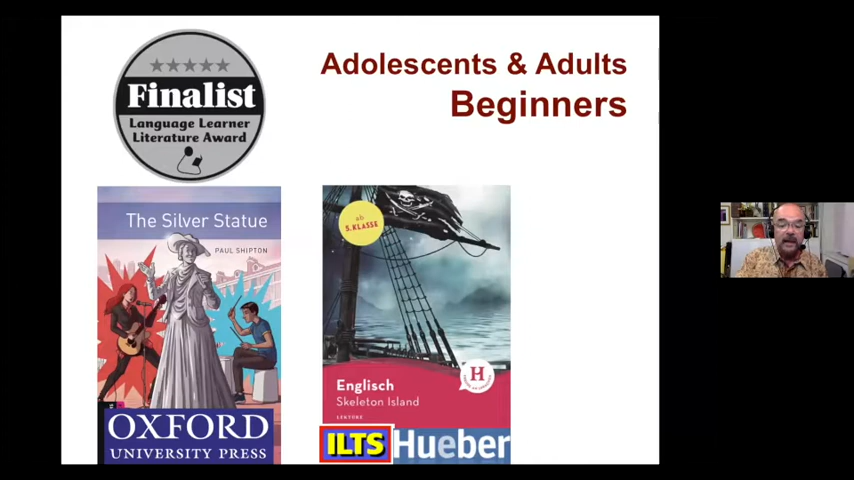 Adolescents & Adults
Beginners
Finalist
Language Learner
Literature Award
The Silver Statue
PAUL SHIPTON
OXFORD
UNIVERSITY PRESS
ab
5. KLASSE
H
Englisch
Skeleton Island
LEKTÜRE
ILTS
Hueber